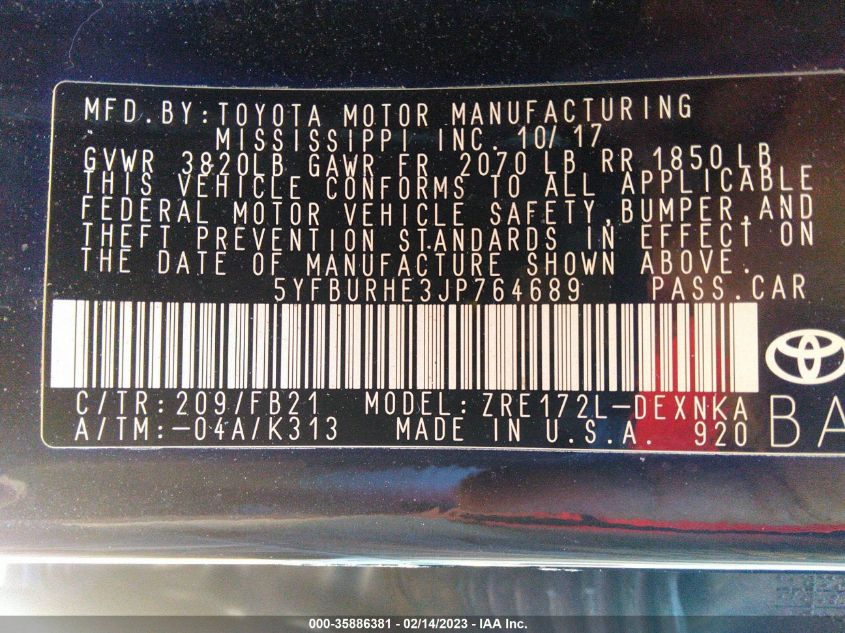 MFD.BY:TOYOTA MOTOR MANUFACTURING
MISSISSIPPI INC. 10/17
GVWR 3820LB GAWR FR 2070 LB RR 1850 LB
THIS VEHICLE CONFORMS TO ALL APPLICABLE
FEDERAL MOTOR VEHICLE SAFETY,BUMPER,AND
THEFT PREVENTION STANDARDS IN EFFECT ON
THE DATE OF MANUFACTURE SHOWN ABOVE.
5YFBURHE3JP764689 PASS.CAR
C/TR:209/FB21 MODEL:ZRE172L-DEXNKA
A/TM:-04A/K313 MADE IN U.S.A. 920 BA
000-35886381 - 02/14/2023 - IAA Inc.